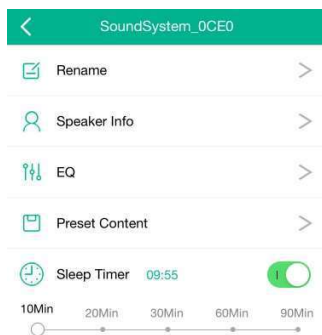 SoundSystem_0CE0
Rename
Speaker Info
EQ
Preset Content
Sleep Timer 09:55
10Min 20Min 30Min 60Min 90Min